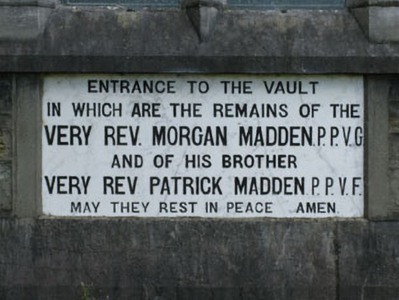 ENTRANCE TO THE VAULT
IN WHICH ARE THE REMAINS OF THE
VERY REV. MORGAN MADDEN.P.P.V.G.
AND OF HIS BROTHER
VERY REV PATRICK MADDEN.P.P.V.F.
MAY THEY REST IN PEACE AMEN.